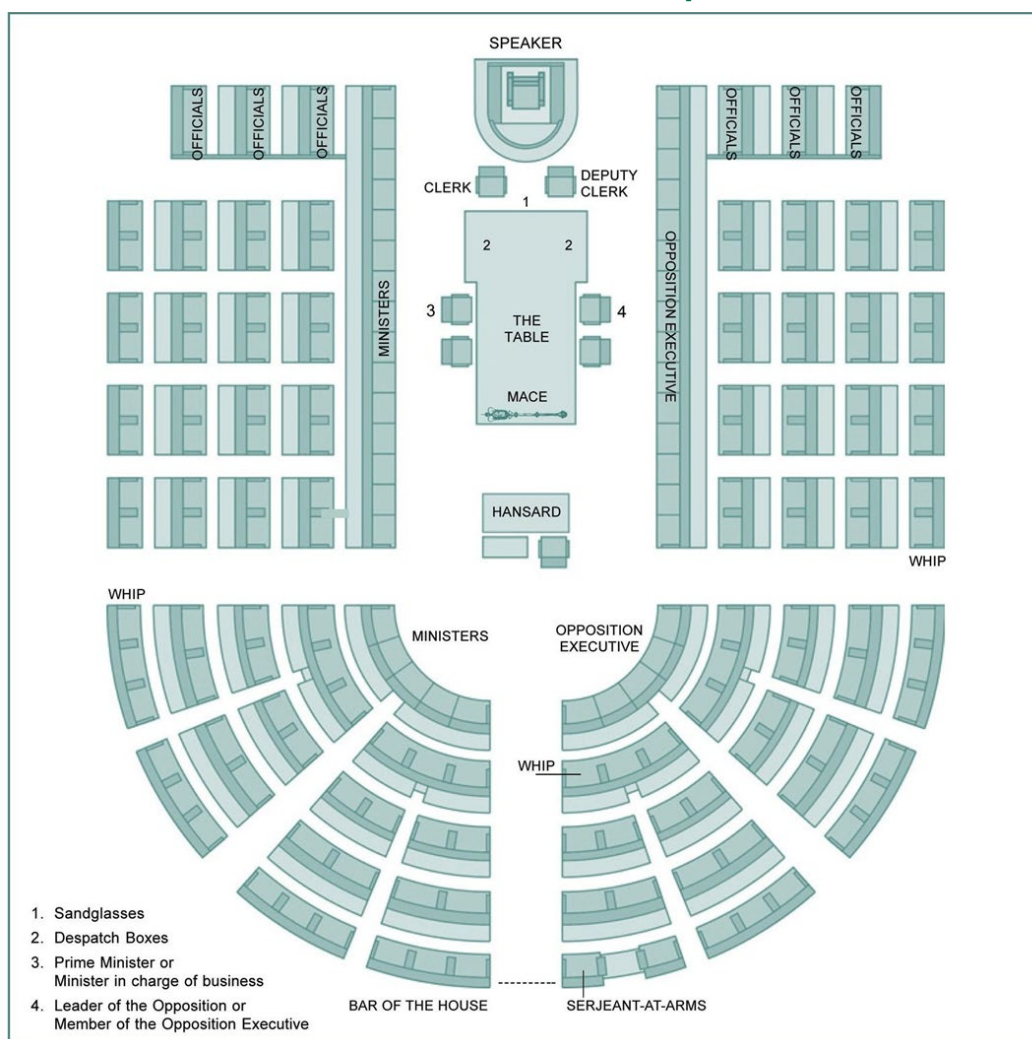 SPEAKER
OFFICIALS
OFFICIALS
OFFICIALS
OFFICIALS
OFFICIALS
OFFICIALS
CLERK
DEPUTY
CLERK
1
2
2
MINISTERS
OPPOSITION EXECUTIVE
3
4
THE
TABLE
MACE
HANSARD
WHIP
WHIP
MINISTERS
OPPOSITION
EXECUTIVE
WHIP
1. Sandglasses
2. Despatch Boxes
3. Prime Minister or
Minister in charge of business
4. Leader of the Opposition or
Member of the Opposition Executive
BAR OF THE HOUSE
SERJEANT-AT-ARMS